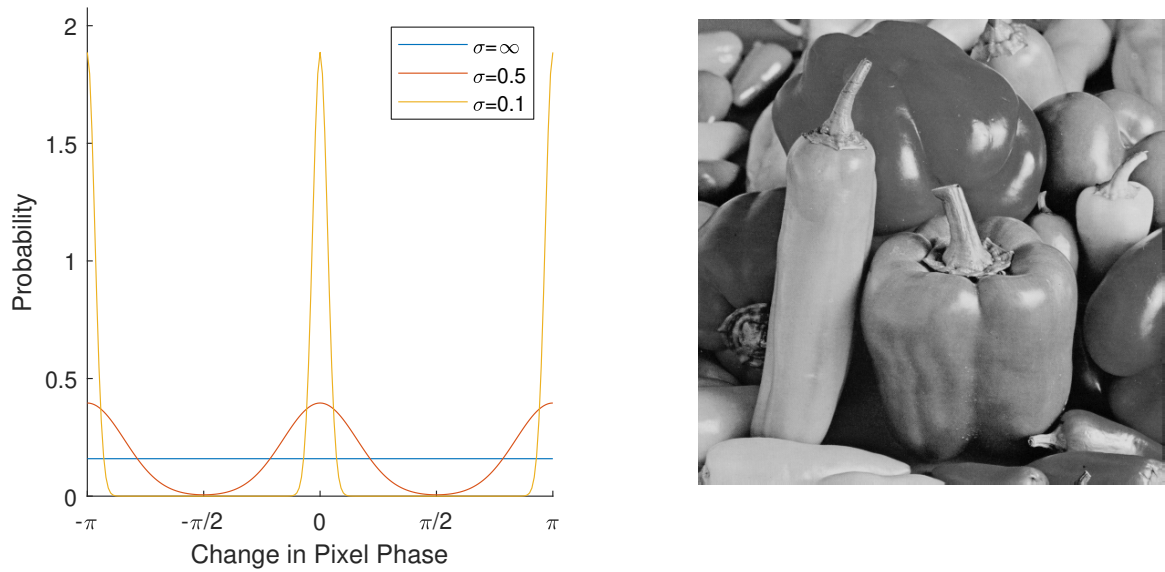 2
1.5
1
0.5
0
-π
-π/2
0
π/2
π
Probability
Change in Pixel Phase
σ=∞
σ=0.5
σ=0.1